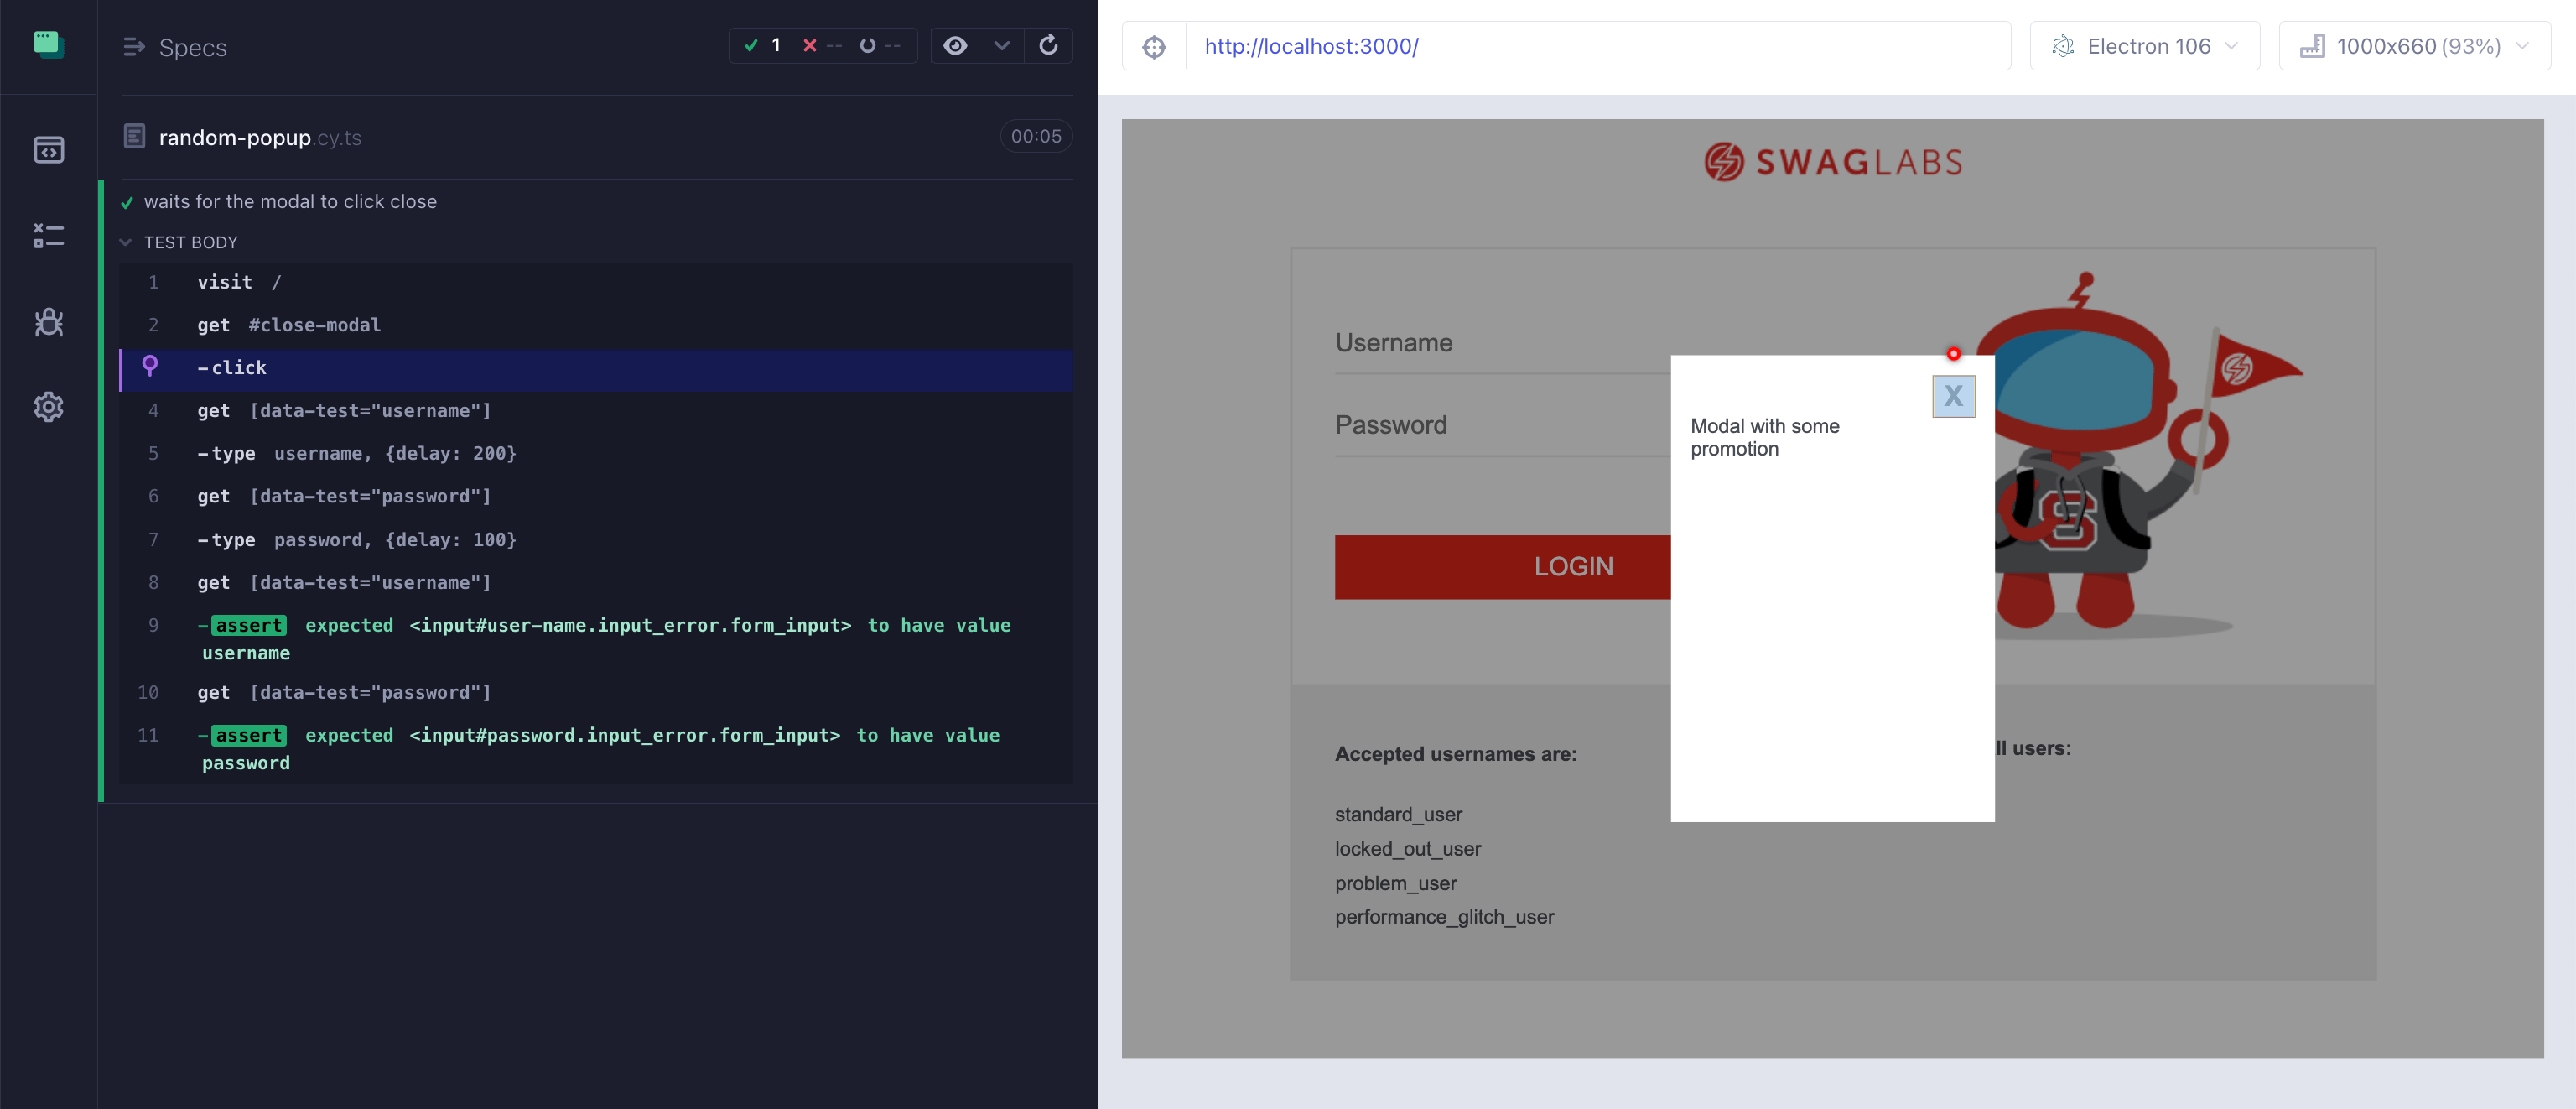 Specs
1 -- --
random-popup.cy.ts
00:05
waits for the modal to click close
TEST BODY
1 visit /
2 get #close-modal
-click
4 get [data-test="username"]
5 -type username, {delay: 200}
6 get [data-test="password"]
7 -type password, {delay: 100}
8 get [data-test="username"]
9 -assert expected <input#user-name.input_error.form_input> to have value
username
10 get [data-test="password"]
11 -assert expected <input#password.input_error.form_input> to have value
password
http://localhost:3000/
Electron 106
1000x660 (93%)
SWAGLABS
Username
Password
LOGIN
X
Modal with some
promotion
S
Accepted usernames are:
standard_user
locked_out_user
problem_user
performance_glitch_user
ll users: